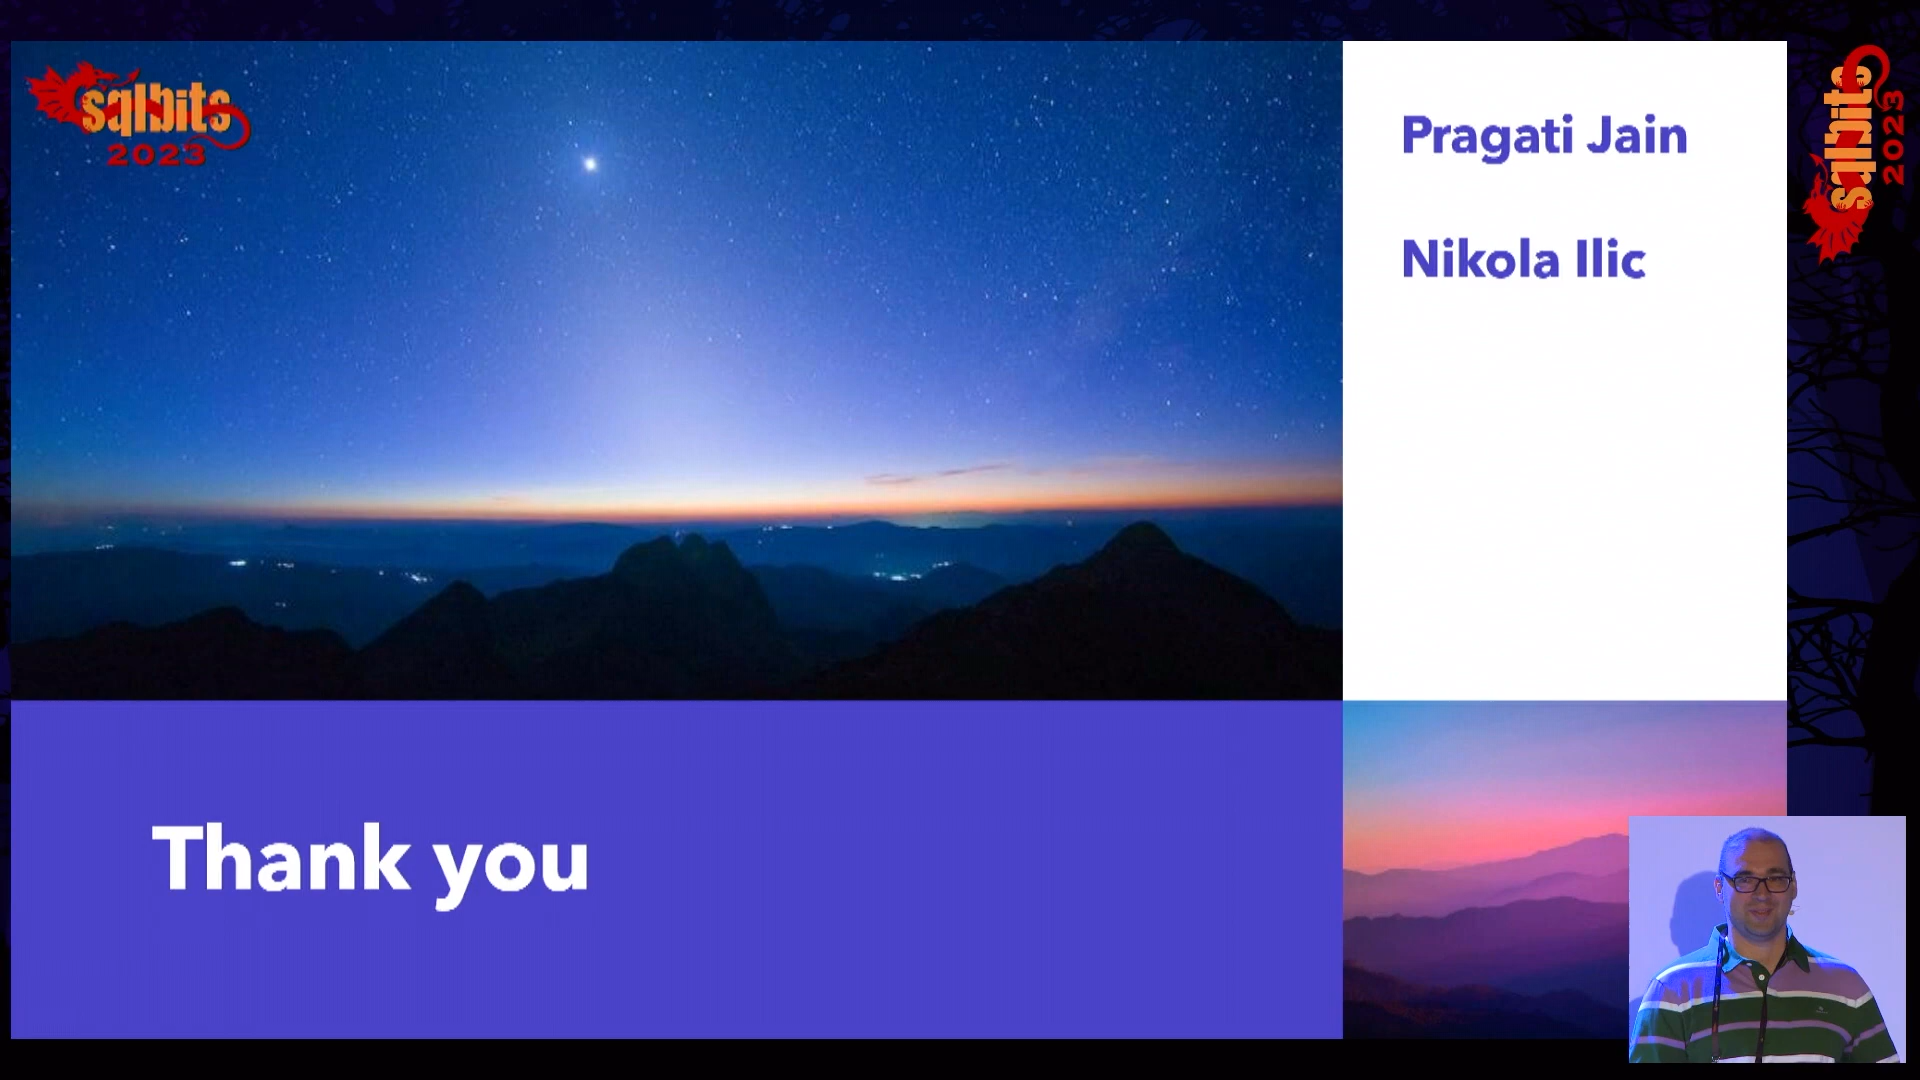 sqlbits
2023
Pragati Jain
Nikola Ilic
Thank you
sqlbits
2023